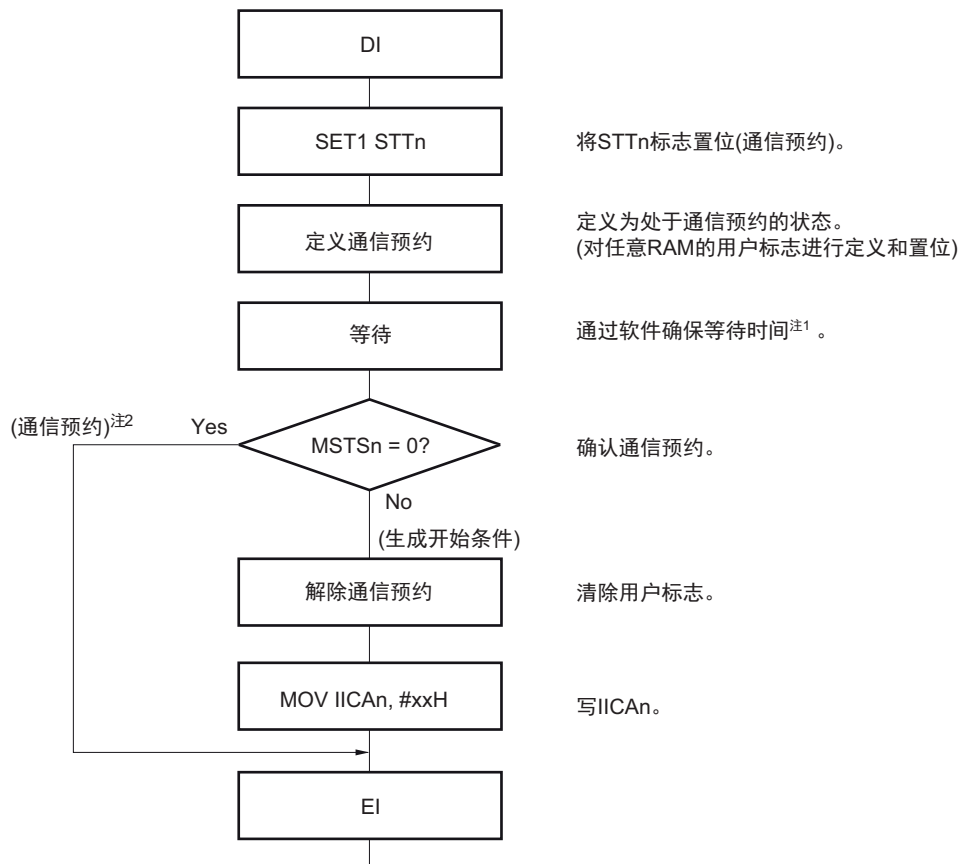 DI
SET1 STTn
将STTn标志置位(通信预约)。
定义通信预约
定义为处于通信预约的状态。
(对任意RAM的用户标志进行定义和置位)
等待
通过软件确保等待时间注1 。
(通信预约)注2
Yes
MSTSn = 0?
确认通信预约。
No
(生成开始条件)
解除通信预约
清除用户标志。
MOV IICAn, #xxH
写IICAn。
EI